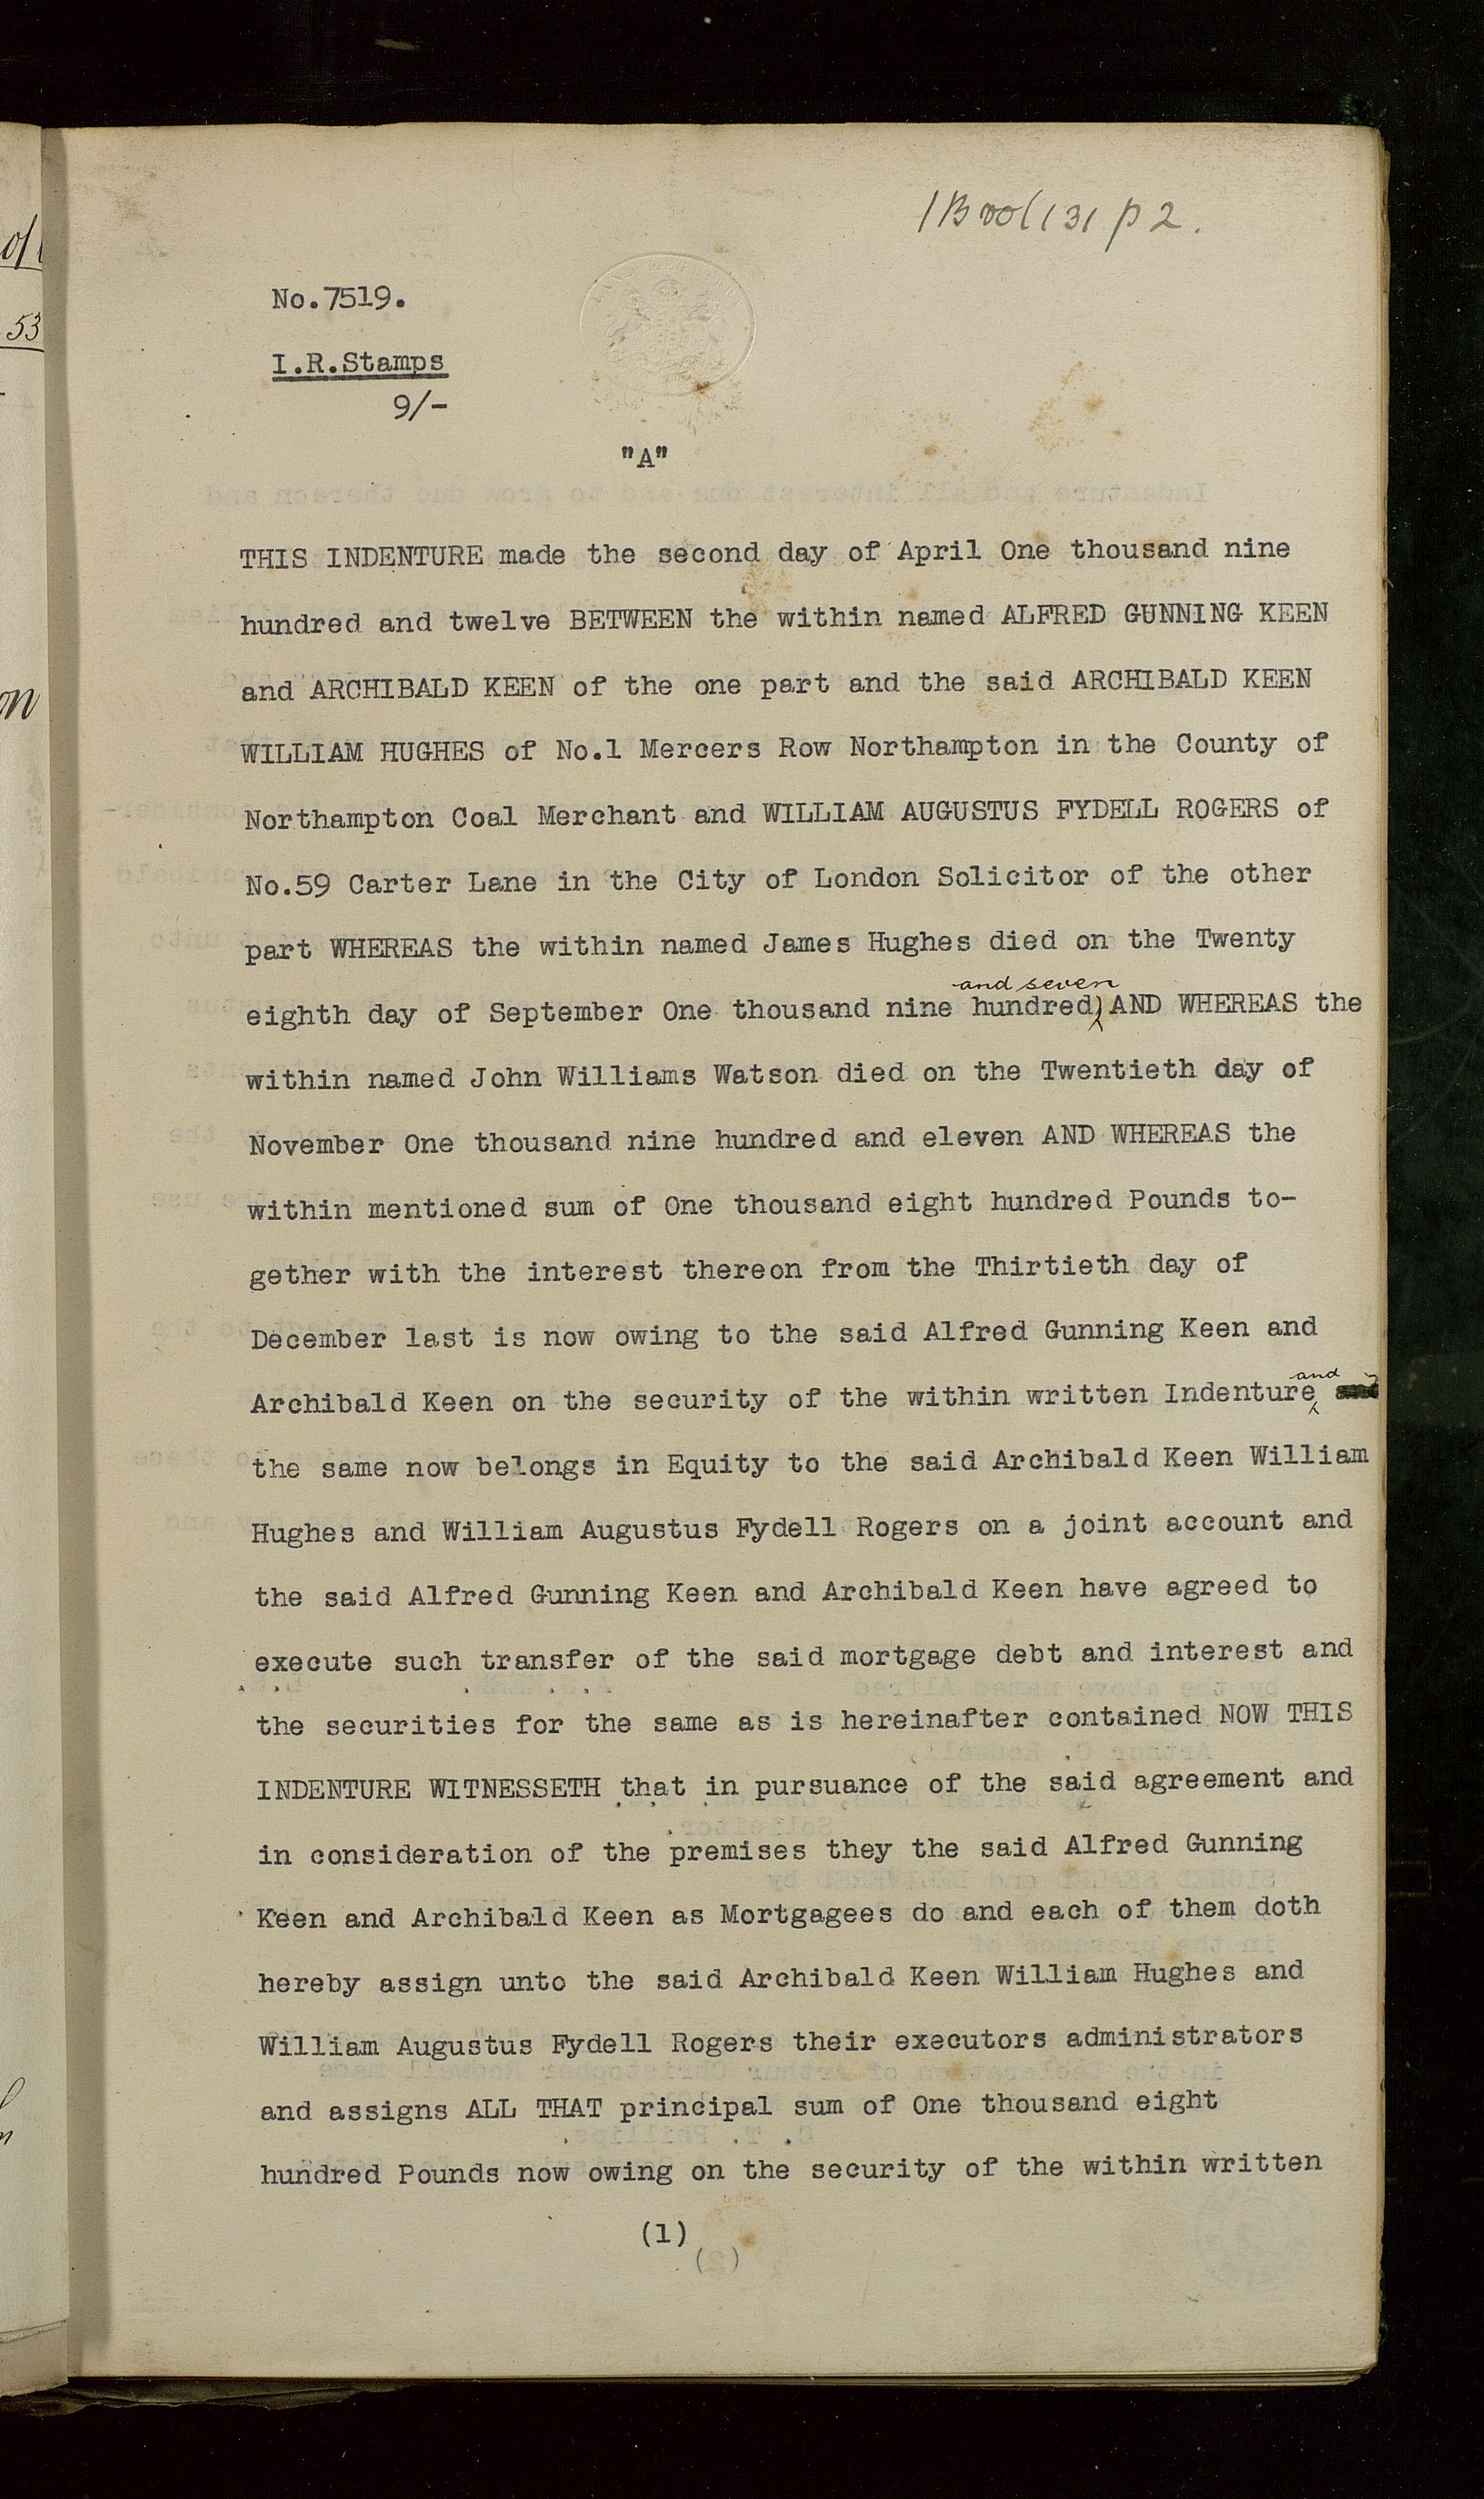 1B vol 131 p 2.
No.7519.
I.R.Stamps
9/-
"A"
THIS INDENTURE made the second day of April One thousand nine
hundred and twelve BETWEEN the within named ALFRED GUNNING KEEN
and ARCHIBALD KEEN of the one part and the said ARCHIBALD KEEN
WILLIAM HUGHES of No.1 Mercers Row Northampton in the County of
Northampton Coal Merchant and WILLIAM AUGUSTUS FYDELL ROGERS of
No.59 Carter Lane in the City of London Solicitor of the other
part WHEREAS the within named James Hughes died on the Twenty
eighth day of September One thousand nine hundred and seven AND WHEREAS the
within named John Williams Watson died on the Twentieth day of
November One thousand nine hundred and eleven AND WHEREAS the
within mentioned sum of One thousand eight hundred Pounds to-
gether with the interest thereon from the Thirtieth day of
December last is now owing to the said Alfred Gunning Keen and
Archibald Keen on the security of the within written Indenture and
the same now belongs in Equity to the said Archibald Keen William
Hughes and William Augustus Fydell Rogers on a joint account and
the said Alfred Gunning Keen and Archibald Keen have agreed to
execute such transfer of the said mortgage debt and interest and
the securities for the same as is hereinafter contained NOW THIS
INDENTURE WITNESSETH that in pursuance of the said agreement and
in consideration of the premises they the said Alfred Gunning
Keen and Archibald Keen as Mortgagees do and each of them doth
hereby assign unto the said Archibald Keen William Hughes and
William Augustus Fydell Rogers their executors administrators
and assigns ALL THAT principal sum of One thousand eight
hundred Pounds now owing on the security of the within written
(1)